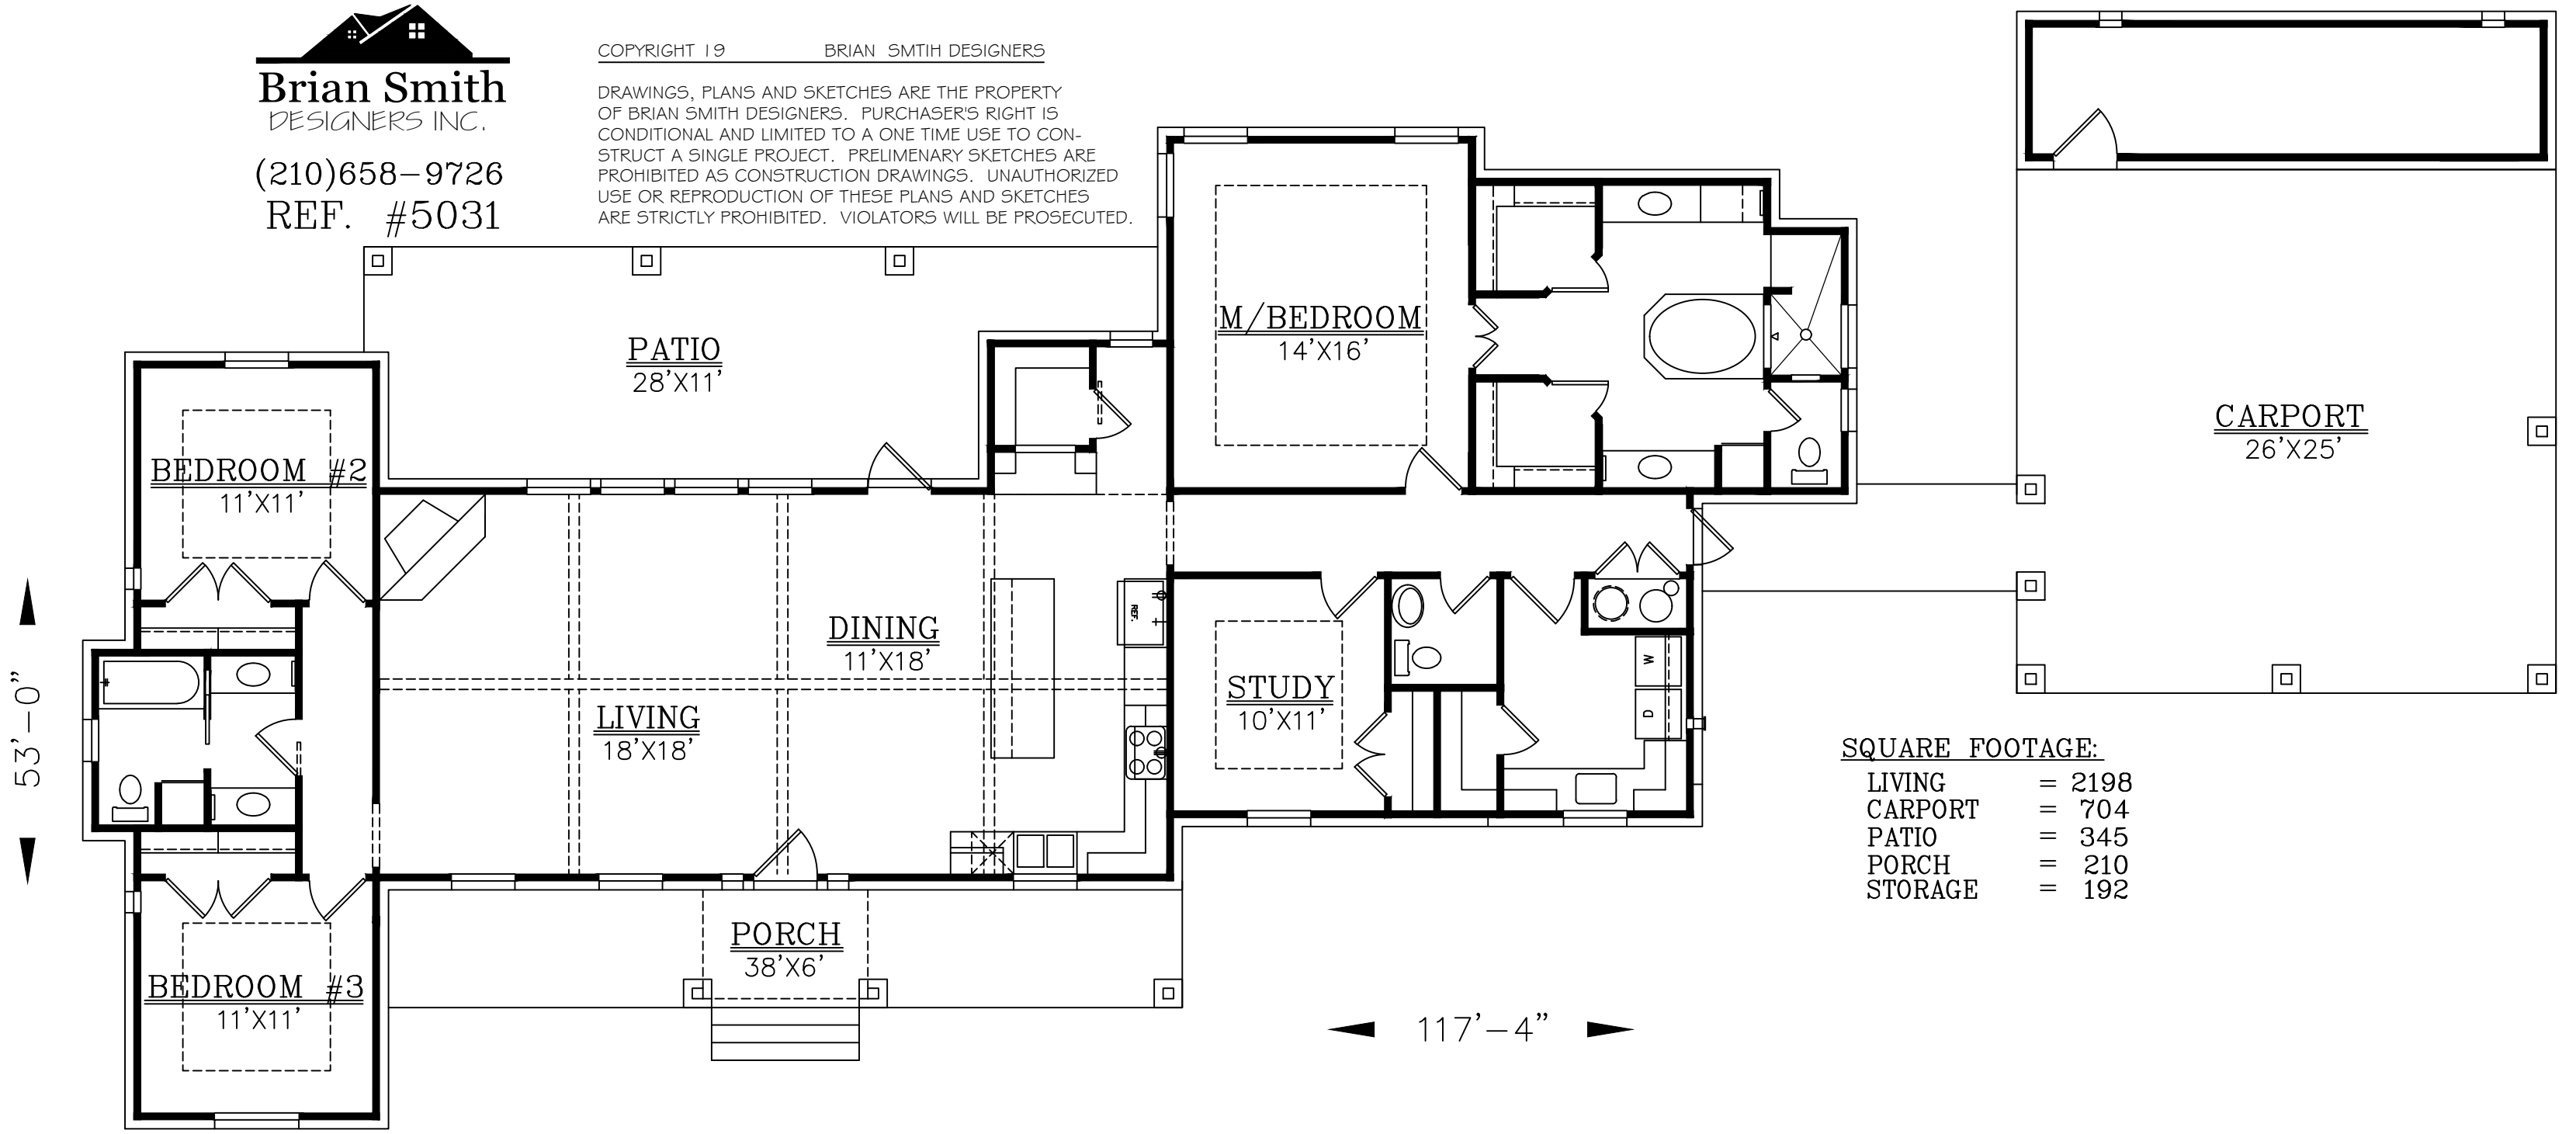 Brian Smith
DESIGNERS INC.
(210)658-9726
REF. #5031
COPYRIGHT 19 BRIAN SMTIH DESIGNERS
DRAWINGS, PLANS AND SKETCHES ARE THE PROPERTY
OF BRIAN SMITH DESIGNERS. PURCHASER'S RIGHT IS
CONDITIONAL AND LIMITED TO A ONE TIME USE TO CON-
STRUCT A SINGLE PROJECT. PRELIMENARY SKETCHES ARE
PROHIBITED AS CONSTRUCTION DRAWINGS. UNAUTHORIZED
USE OR REPRODUCTION OF THESE PLANS AND SKETCHES
ARE STRICTLY PROHIBITED. VIOLATORS WILL BE PROSECUTED.
PATIO
28'X11'
M/BEDROOM
14'X16'
CARPORT
26'X25'
BEDROOM #2
11'X11'
DINING
11'X18'
REF.
LIVING
18'X18'
STUDY
10'X11'
W
D
53'-0"
PORCH
38'X6'
BEDROOM #3
11'X11'
117'-4"
SQUARE FOOTAGE:
LIVING = 2198
CARPORT = 704
PATIO = 345
PORCH = 210
STORAGE = 192